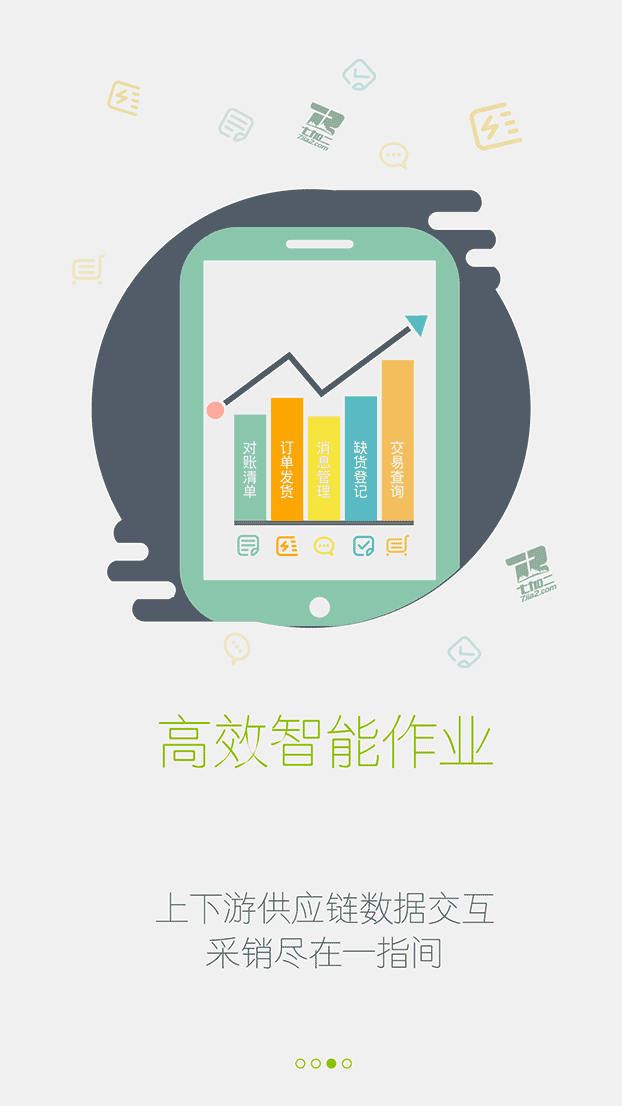 七加二
7jia2.com
对账清单
订单发货
消息管理
缺货登记
交易查询
七加二
7jia2.com
高效智能作业
上下游供应链数据交互
采销尽在一指间